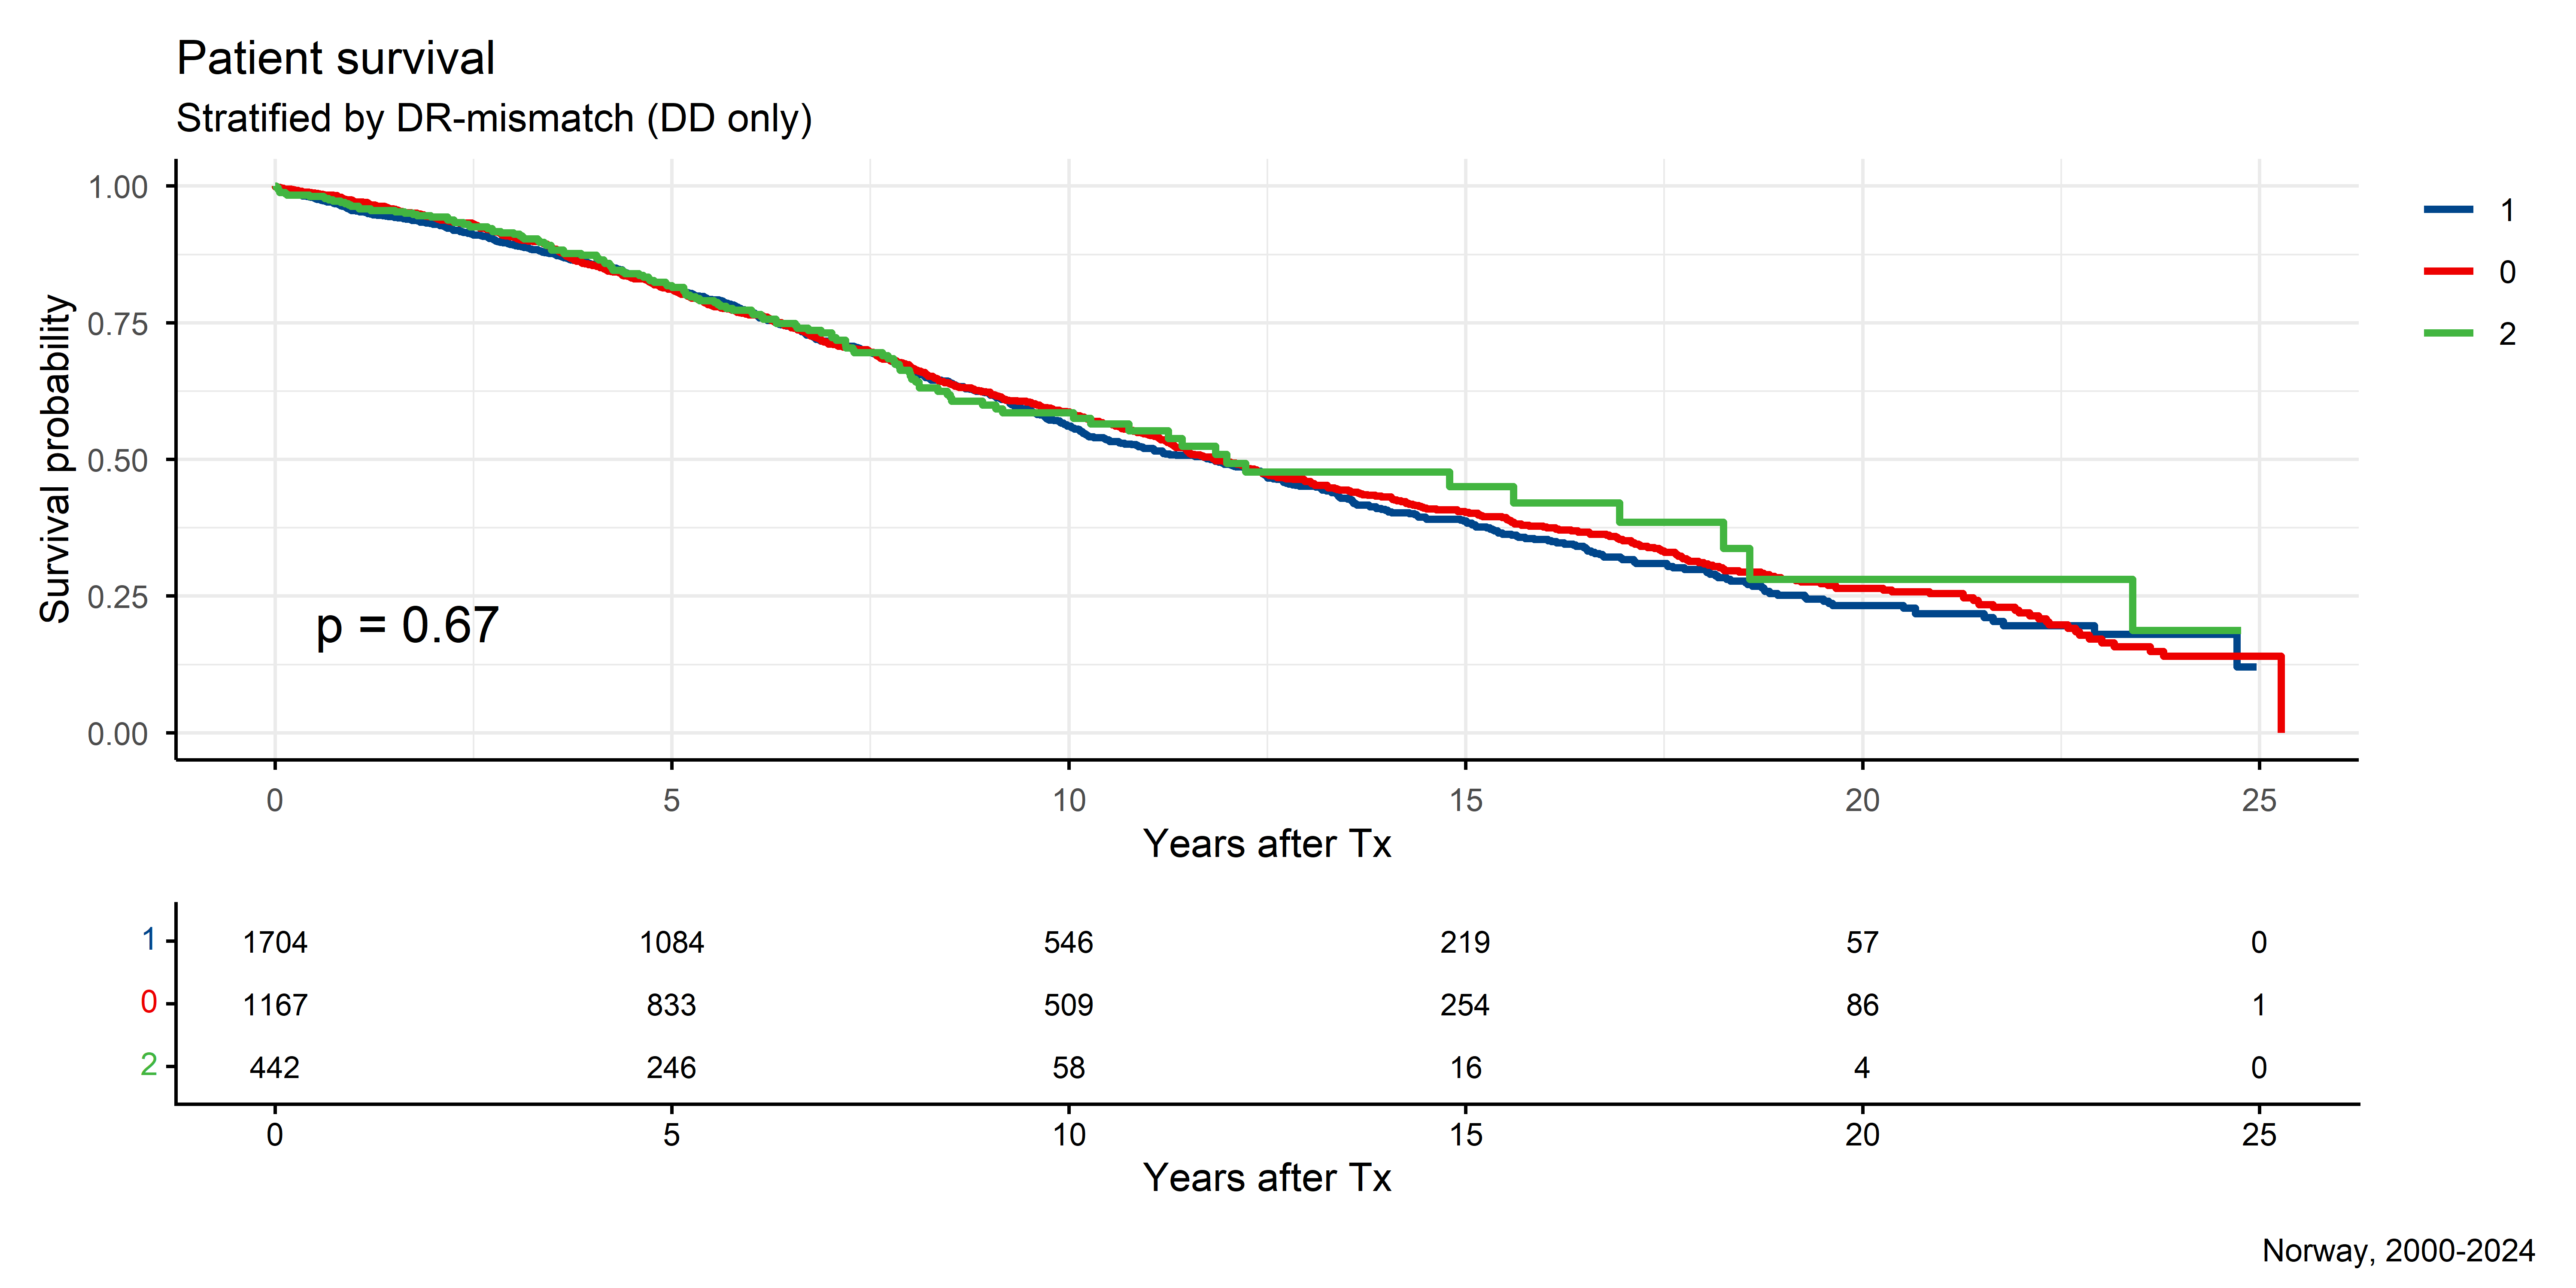 Patient survival
Stratified by DR-mismatch (DD only)
1.00
0.75
0.50
0.25
0.00
Survival probability
p = 0.67
1
0
2
0 5 10 15 20 25
Years after Tx
1 1704 1084 546 219 57 0
0 1167 833 509 254 86 1
2 442 246 58 16 4 0
0 5 10 15 20 25
Years after Tx
Norway, 2000-2024